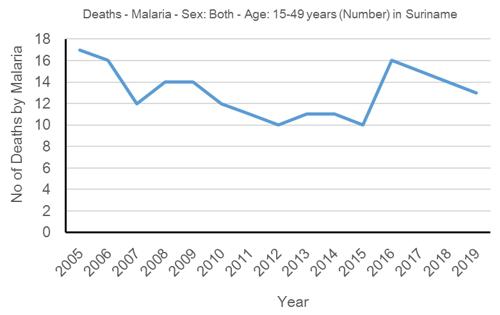 Deaths - Malaria - Sex: Both - Age: 15-49 years (Number) in Suriname
No of Deaths by Malaria
18
16
14
12
10
8
6
4
2
0
2005 2006 2007 2008 2009 2010 2011 2012 2013 2014 2015 2016 2017 2018 2019
Year